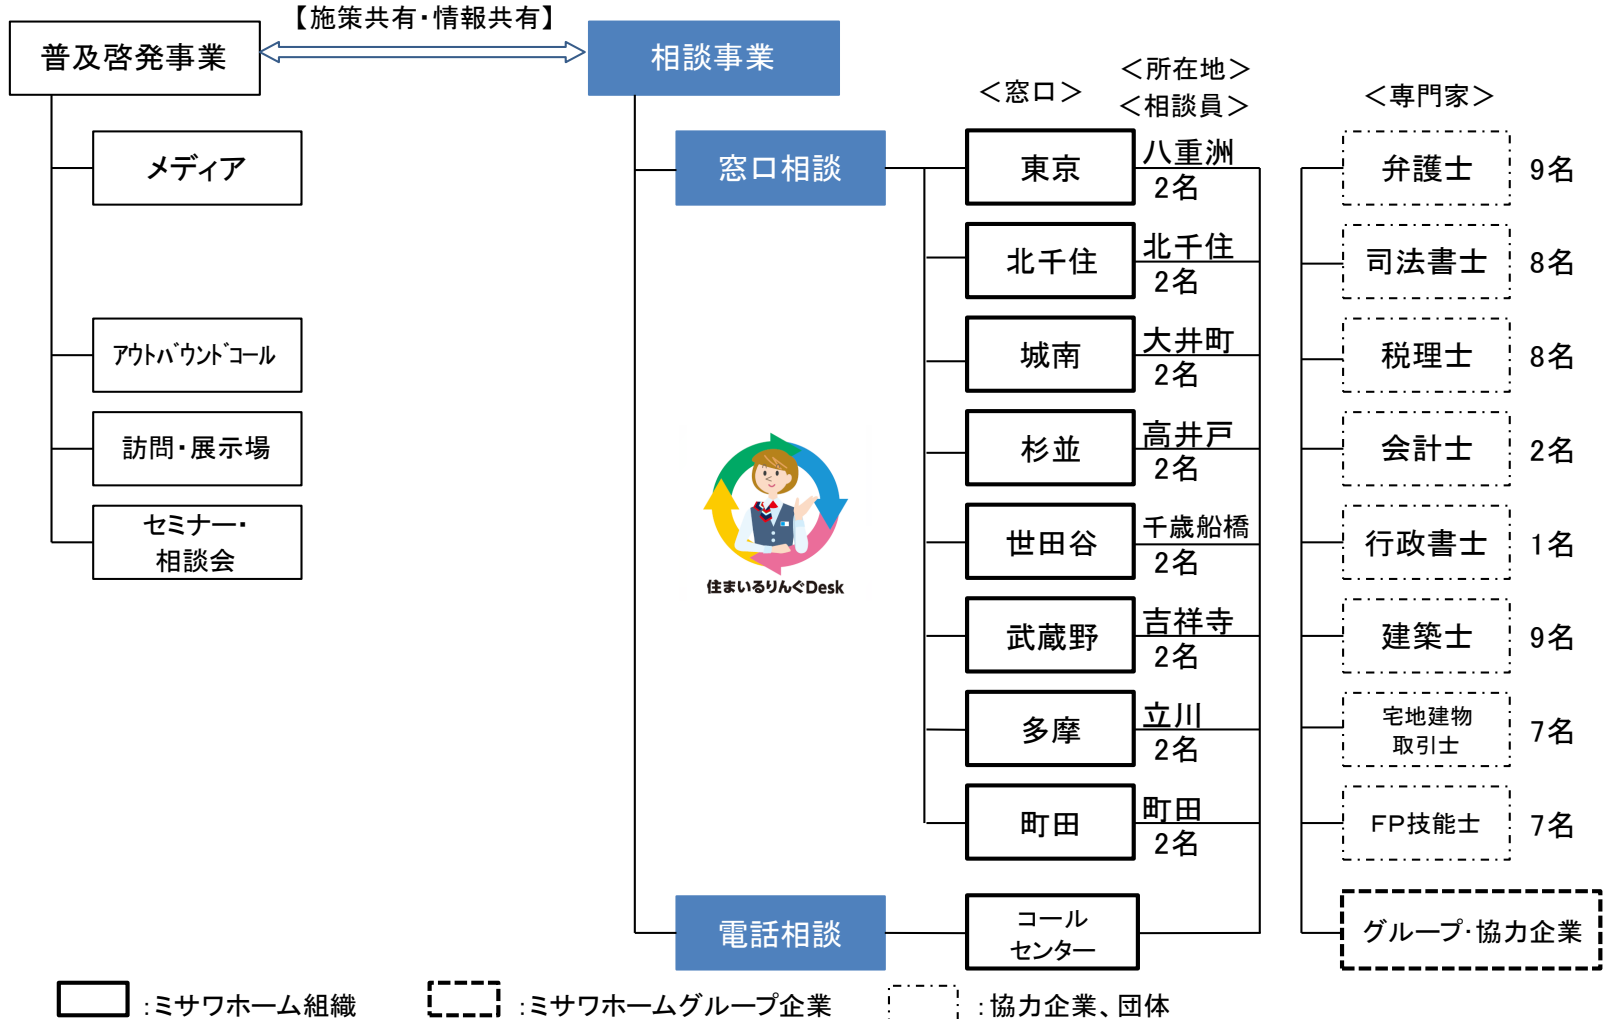 【施策共有・情報共有】
普及啓発事業
相談事業
＜窓口＞
＜所在地＞
＜相談員＞
＜専門家＞
メディア
アウトバウンドコール
訪問・展示場
セミナー・
相談会
窓口相談
東京
八重洲
2名
北千住
北千住
2名
城南
大井町
2名
杉並
高井戸
2名
世田谷
千歳船橋
2名
武蔵野
吉祥寺
2名
多摩
立川
2名
町田
町田
2名
弁護士 9名
司法書士 8名
税理士 8名
会計士 2名
行政書士 1名
建築士 9名
宅地建物
取引士
7名
FP技能士 7名
住まいるりんぐDesk
電話相談
コール
センター
グループ・協力企業
：ミサワホーム組織
：ミサワホームグループ企業
：協力企業、団体